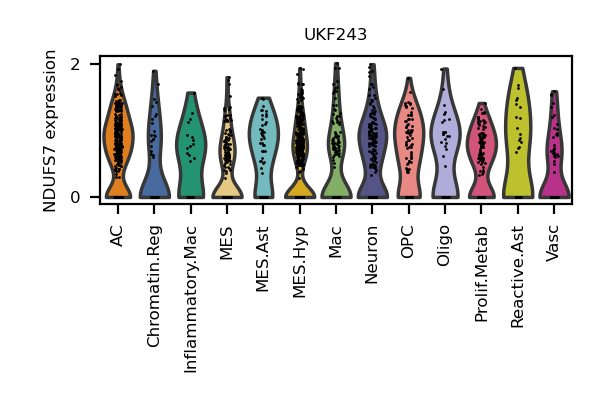 UKF243
NDUFS7 expression
2
0
AC
Chromatin.Reg
Inflammatory.Mac
MES
MES.Ast
MES.Hyp
Mac
Neuron
OPC
Oligo
Prolif.Metab
Reactive.Ast
Vasc